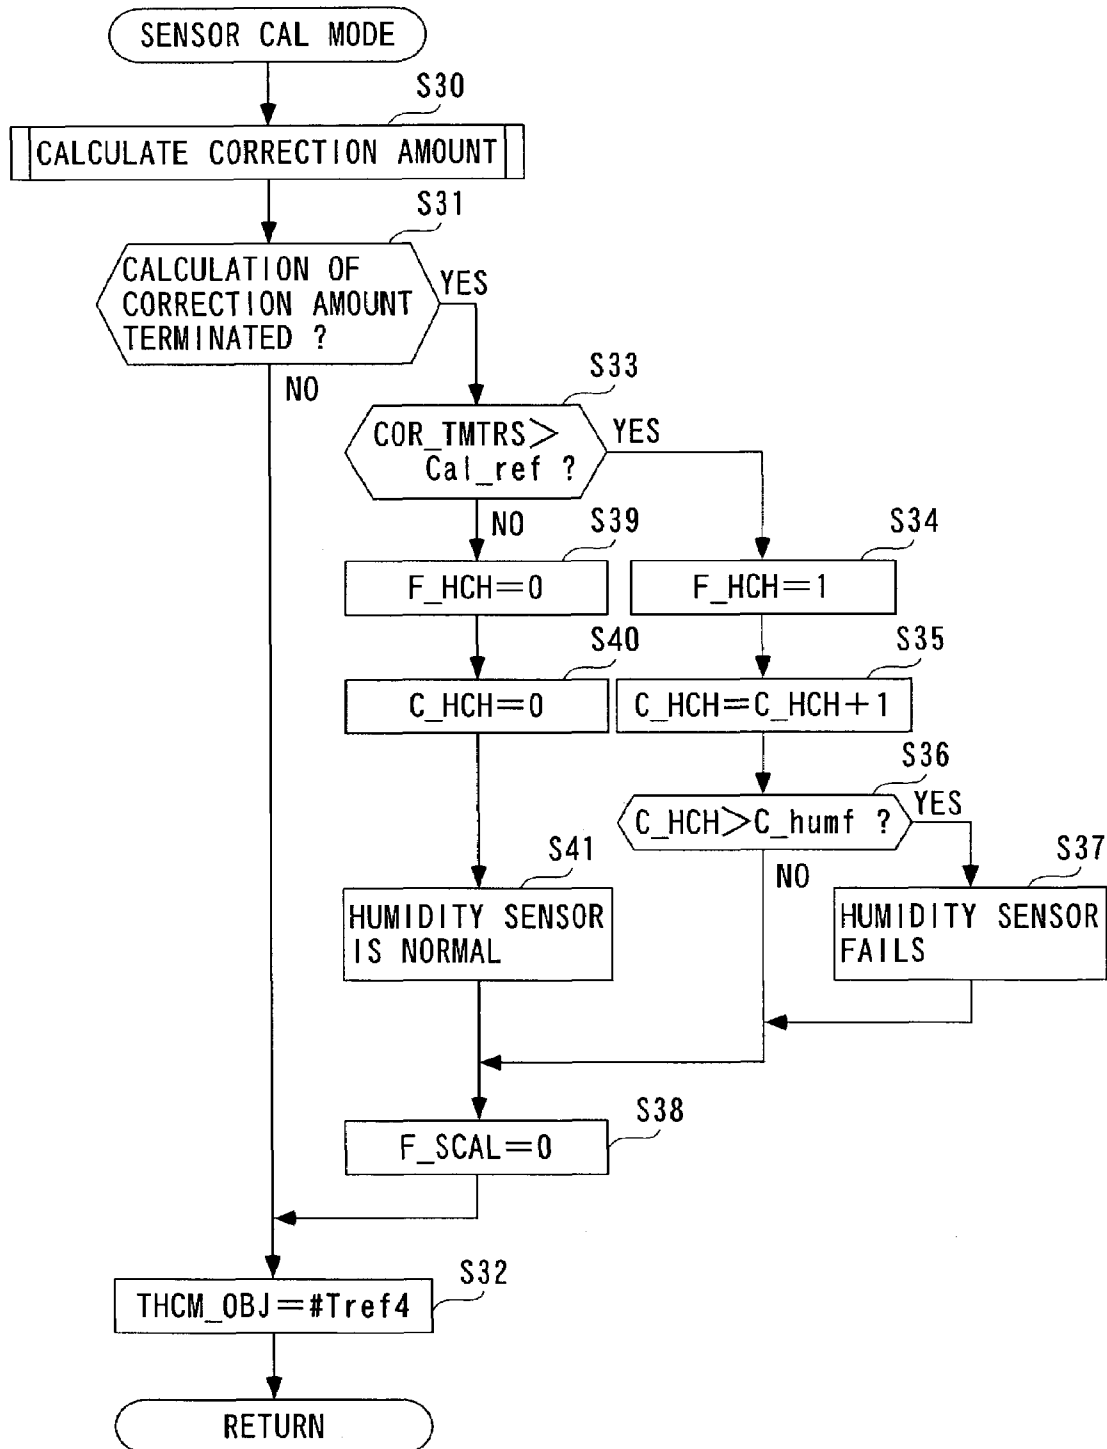 SENSOR CAL MODE
S30
CALCULATE CORRECTION AMOUNT
S31
CALCULATION OF
CORRECTION AMOUNT
TERMINATED ?
YES
NO
S33
COR_TMTRS>
Cal_ref ?
YES
NO
S39
F_HCH=0
S34
F_HCH=1
S40
C_HCH=0
S35
C_HCH=C_HCH+1
S36
C_HCH>C_humf ?
YES
NO
S41
HUMIDITY SENSOR
IS NORMAL
S37
HUMIDITY SENSOR
FAILS
S38
F_SCAL=0
S32
THCM_OBJ=#Tref4
RETURN